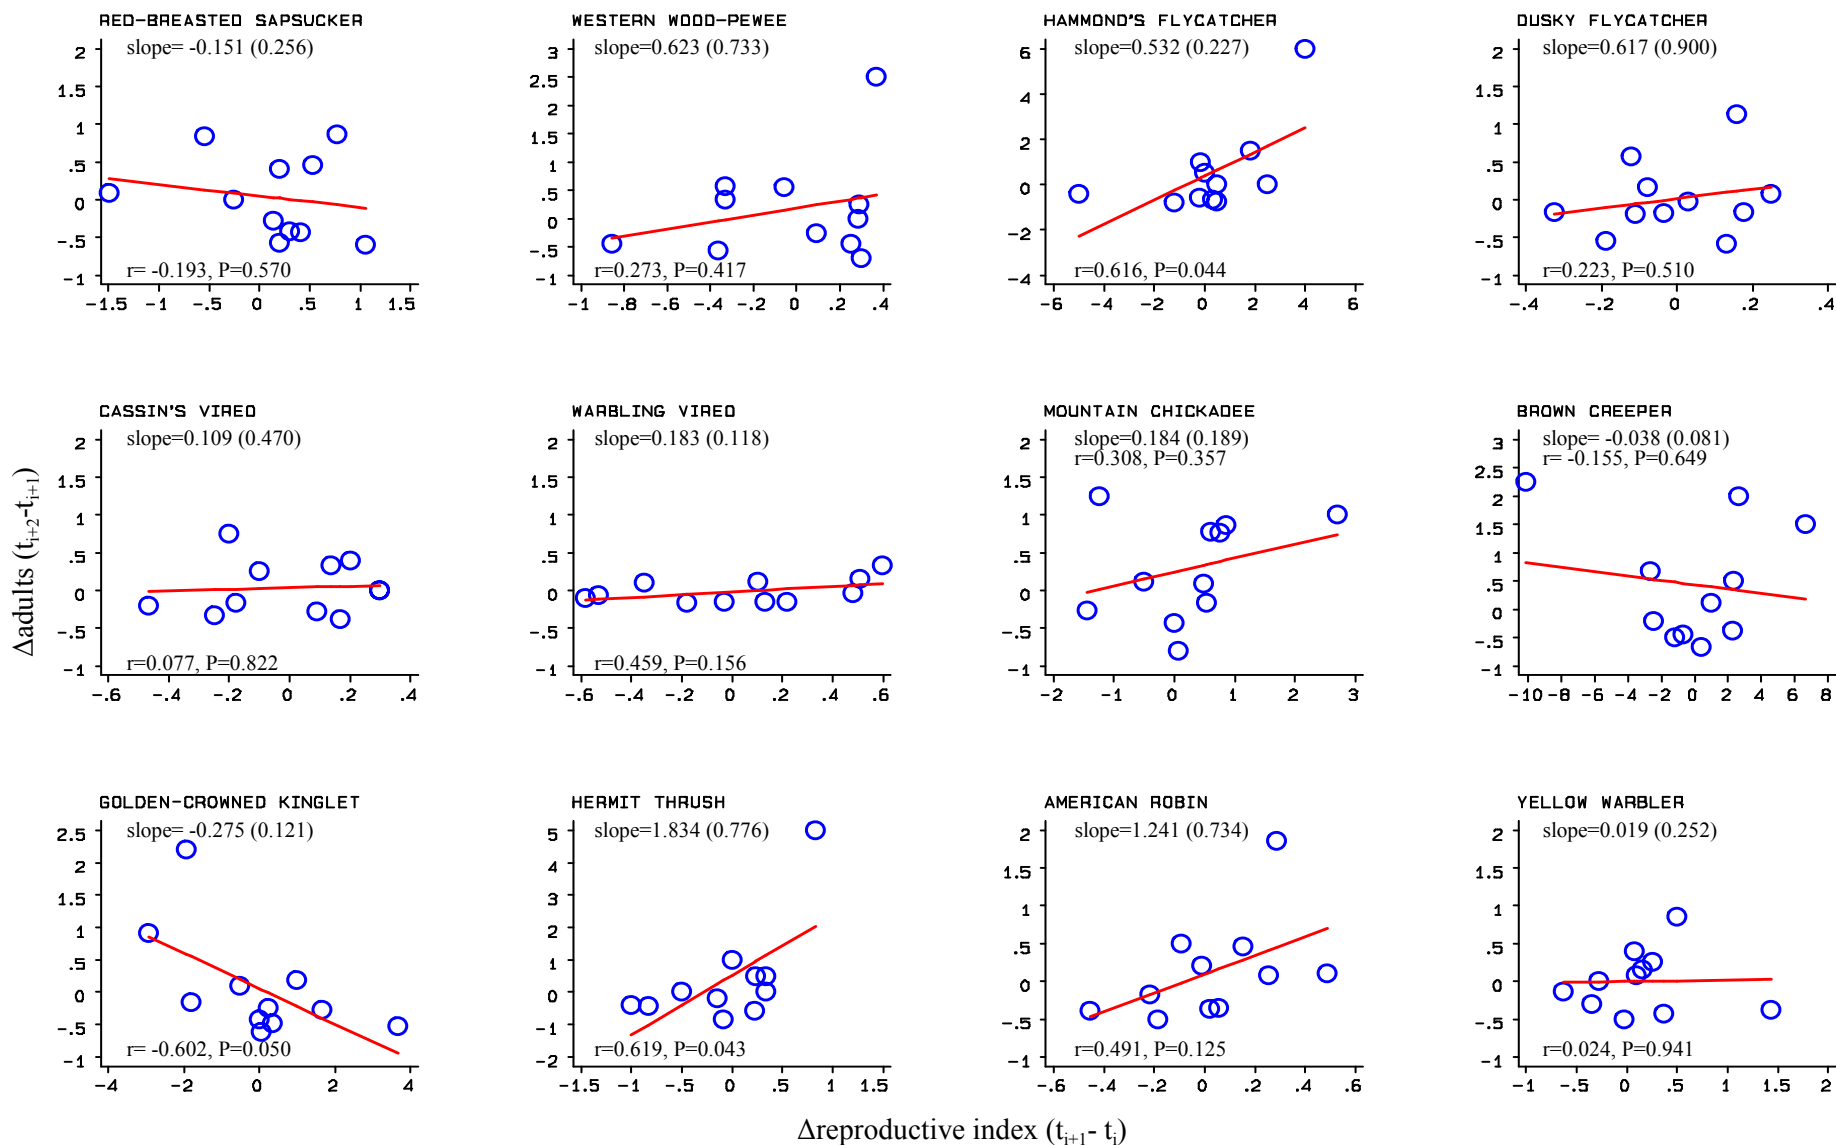 RED-BREASTED SAPSUCKER
slope= -0.151 (0.256)
2
1.5
1
.5
0
-.5
-1
r= -0.193, P=0.570
-1.5 -1 -.5 0 .5 1 1.5
WESTERN WOOD-PEWEE
slope=0.623 (0.733)
3
2.5
2
1.5
1
.5
0
-.5
-1
r=0.273, P=0.417
-1 -.8 -.6 -.4 -.2 0 .2 .4
HAMMOND'S FLYCATCHER
slope=0.532 (0.227)
6
4
2
0
-2
-4
r=0.616, P=0.044
-6 -4 -2 0 2 4 6
DUSKY FLYCATCHER
slope=0.617 (0.900)
2
1.5
1
.5
0
-.5
-1
r=0.223, P=0.510
-.4 -.2 0 .2 .4
CASSIN'S VIREO
slope=0.109 (0.470)
2
1.5
1
.5
0
-.5
-1
r=0.077, P=0.822
-.6 -.4 -.2 0 .2 .4
WARBLING VIREO
slope=0.183 (0.118)
2
1.5
1
.5
0
-.5
-1
r=0.459, P=0.156
-.6 -.4 -.2 0 .2 .4 .6
MOUNTAIN CHICKADEE
slope=0.184 (0.189)
r=0.308, P=0.357
2
1.5
1
.5
0
-.5
-1
-2 -1 0 1 2 3
BROWN CREEPER
slope= -0.038 (0.081)
r= -0.155, P=0.649
3
2.5
2
1.5
1
.5
0
-.5
-1
-10 -8 -6 -4 -2 0 2 4 6 8
Δadults (tᵢ₊₂-tᵢ₊₁)
GOLDEN-CROWNED KINGLET
slope= -0.275 (0.121)
2.5
2
1.5
1
.5
0
-.5
-1
r= -0.602, P=0.050
-4 -2 0 2 4
HERMIT THRUSH
slope=1.834 (0.776)
5
4
3
2
1
0
-1
-2
r=0.619, P=0.043
-1.5 -1 -.5 0 .5 1 1.5
AMERICAN ROBIN
slope=1.241 (0.734)
2
1.5
1
.5
0
-.5
-1
r=0.491, P=0.125
-.6 -.4 -.2 0 .2 .4 .6
YELLOW WARBLER
slope=0.019 (0.252)
2
1.5
1
.5
0
-.5
-1
r=0.024, P=0.941
-1 -.5 0 .5 1 1.5 2
Δreproductive index (tᵢ₊₁- tᵢ)